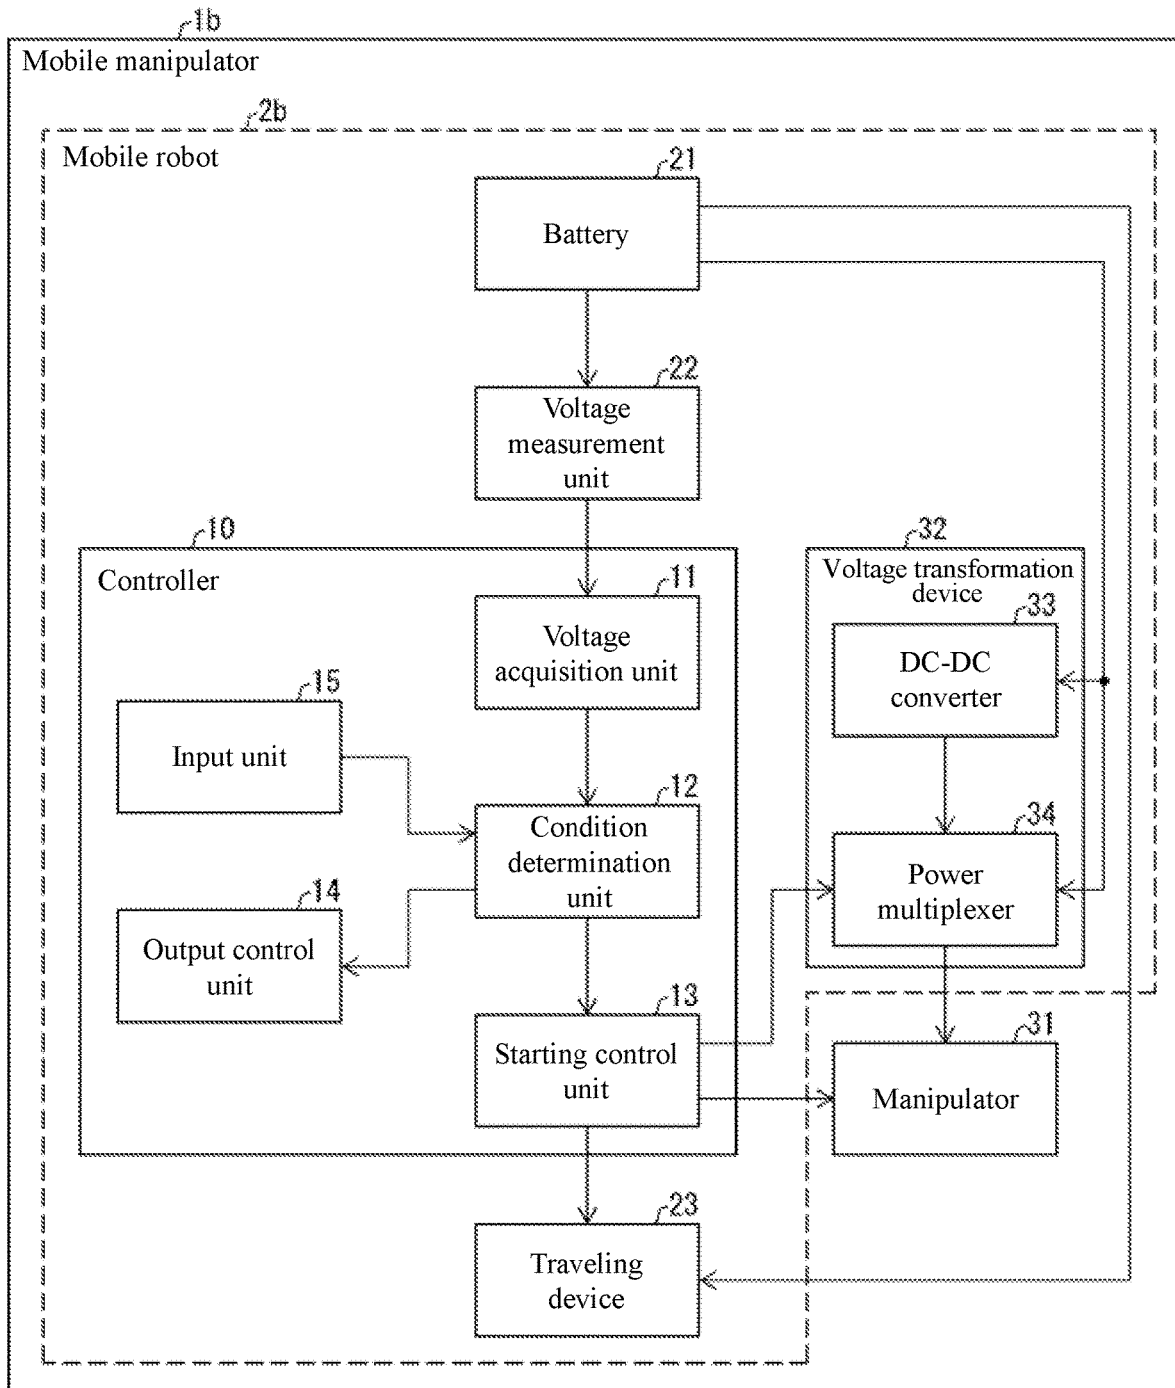 1b
Mobile manipulator
2b
Mobile robot
21
Battery
22
Voltage
measurement
unit
10
Controller
11
Voltage
acquisition unit
32
Voltage transformation
device
33
DC-DC
converter
15
Input unit
12
Condition
determination
unit
34
Power
multiplexer
14
Output control
unit
13
Starting control
unit
31
Manipulator
23
Traveling
device